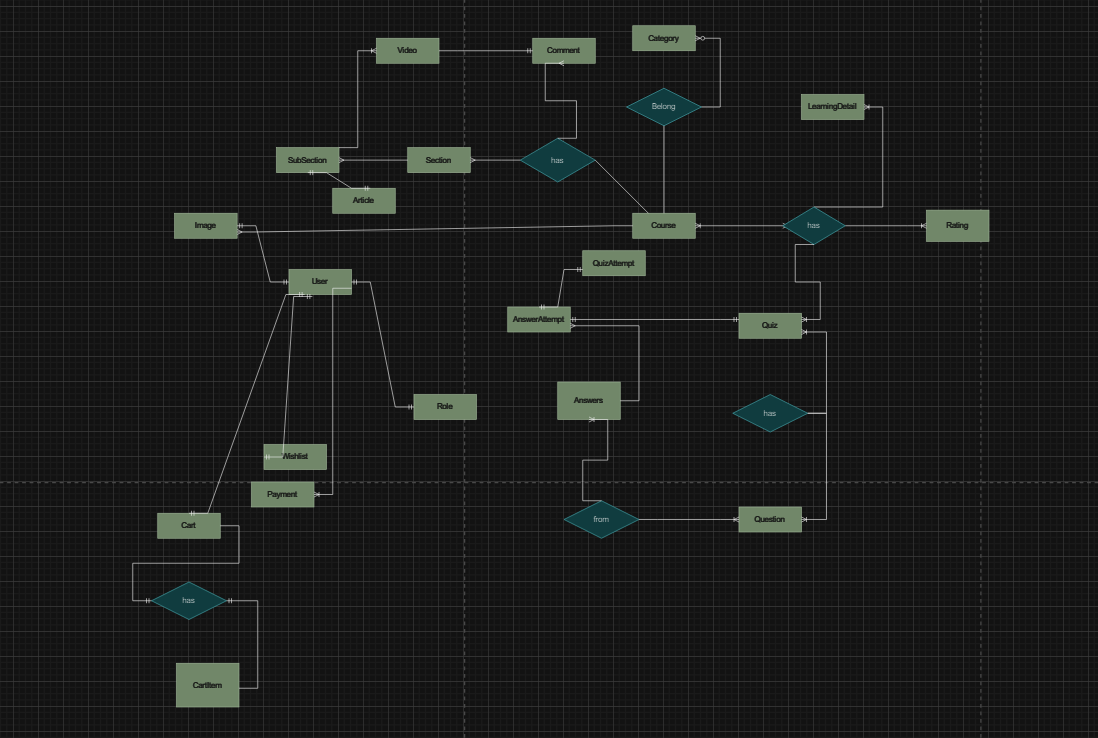 Category
Video
Comment
Belong
LearningDetail
SubSection
Section
has
Article
Image
Course
has
Rating
QuizAttempt
User
AnswerAttempt
Quiz
Answers
Role
has
Wishlist
Payment
Cart
from
Question
has
CartItem